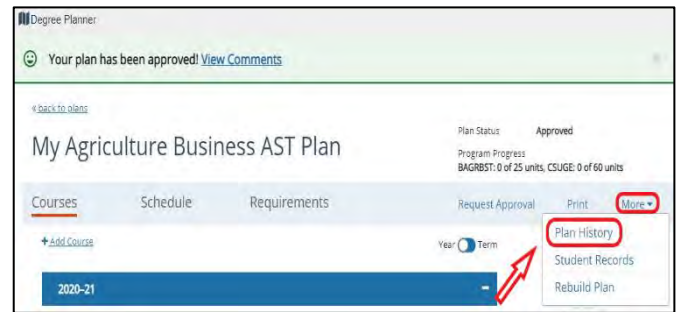 Degree Planner
Your plan has been approved! View Comments
« back to plans
My Agriculture Business AST Plan
Plan Status Approved
Program Progress
BAGRBST: 0 of 25 units, CSUGE: 0 of 60 units
Courses Schedule Requirements Request Approval Print More
+ Add Course Year Term
Plan History
Student Records
Rebuild Plan
2020-21